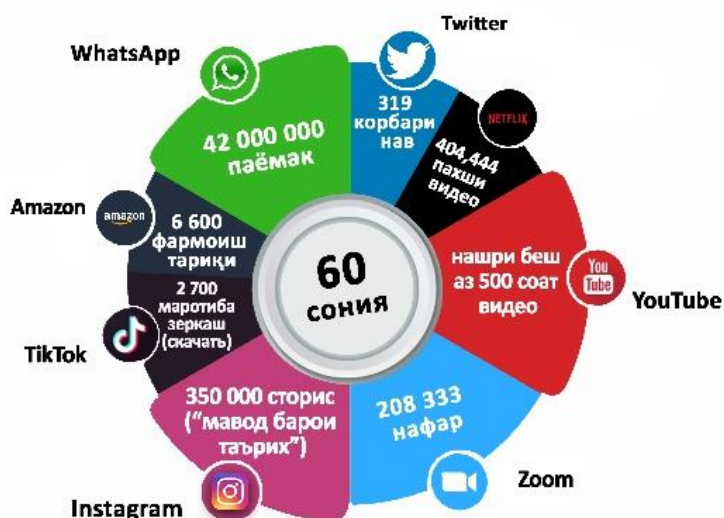 Twitter
WhatsApp
319
корбари
нав
NETFLIX
42 000 000
паёмак
404,444
пахши
видео
Amazon
amazon
6 600
фармоиш
тариқи
60
сония
нашри беш
аз 500 соат
видео
You
Tube
YouTube
2 700
маротиба
зеркаш
(скачать)
TikTok
350 000 сторис
("мавод барои
таърих")
208 333
нафар
Zoom
Instagram